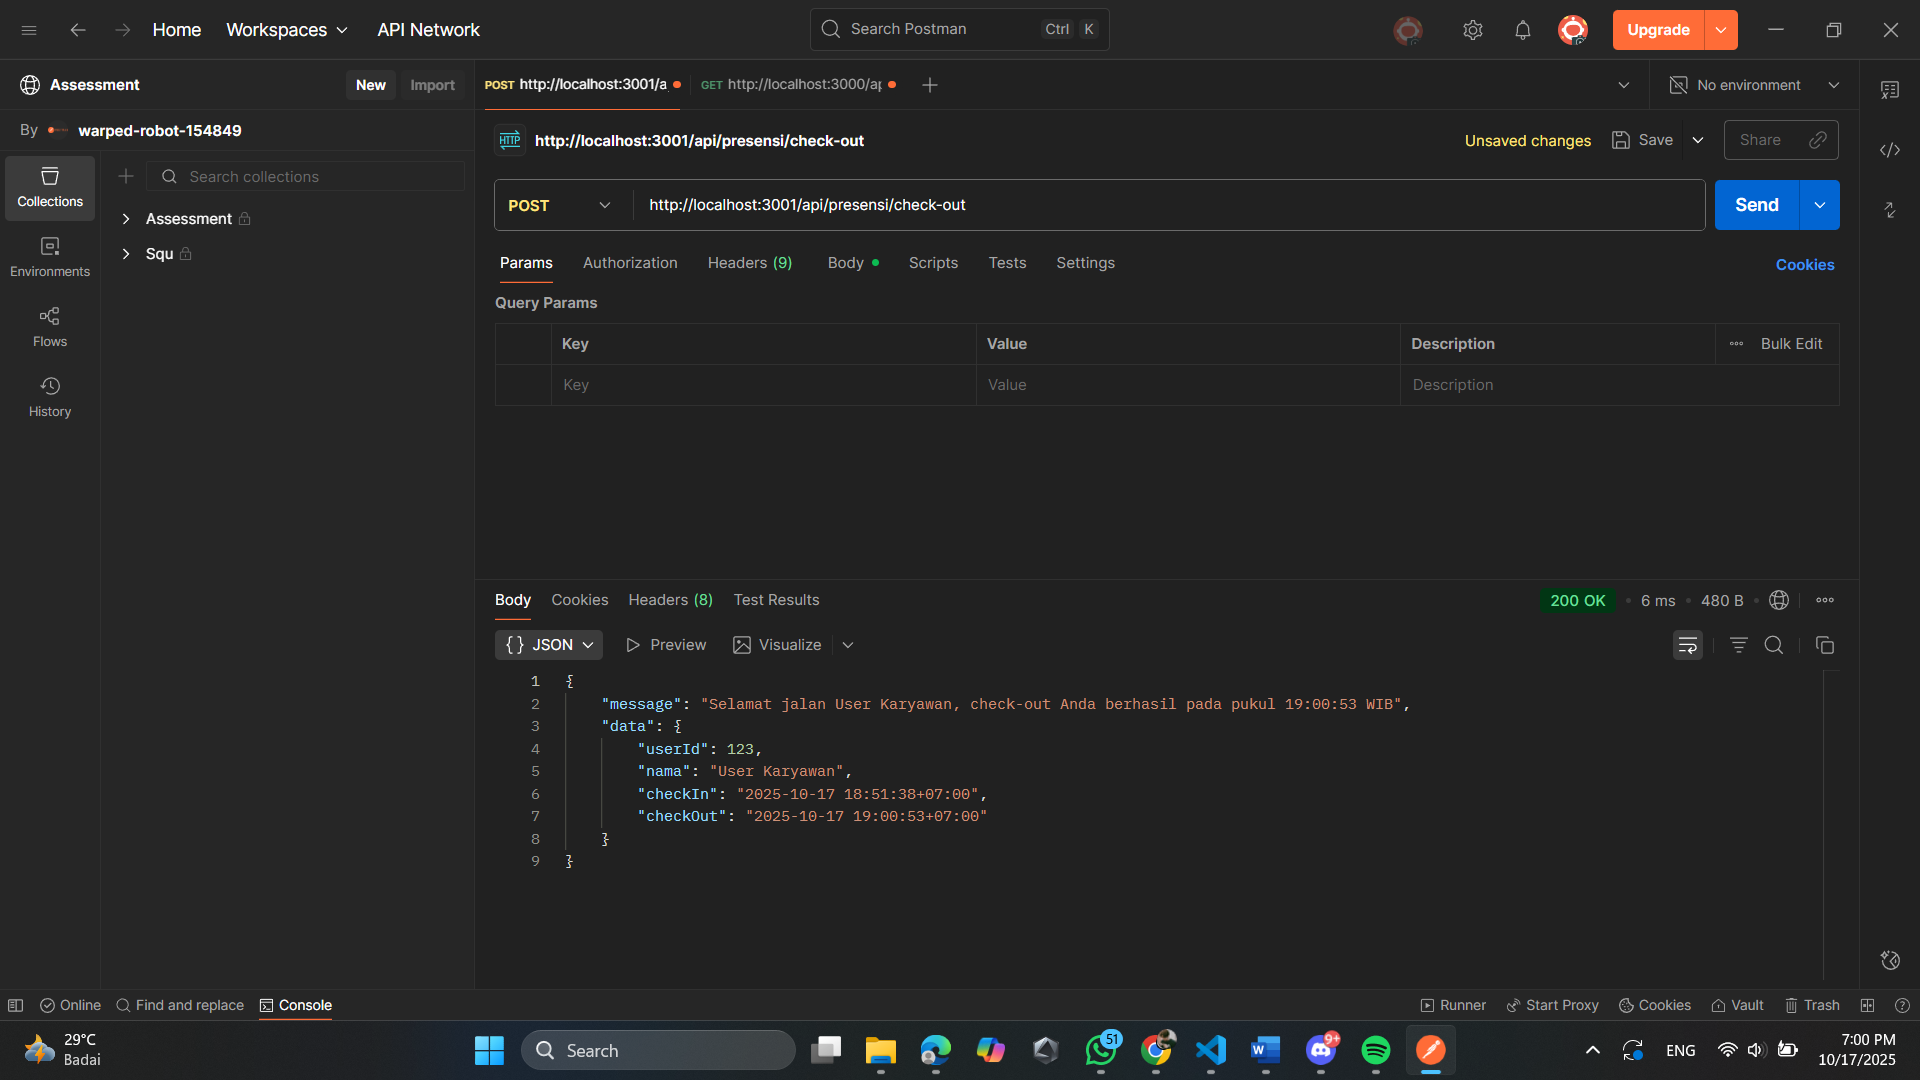 Home Workspaces API Network Search Postman Ctrl K Upgrade
Assessment New Import POST http://localhost:3001/a GET http://localhost:3000/ap No environment
By warped-robot-154849
HTTP http://localhost:3001/api/presensi/check-out Unsaved changes Save Share
Collections Search collections
Assessment
Squ
Environments
Flows
History
POST http://localhost:3001/api/presensi/check-out Send
Params Authorization Headers (9) Body Scripts Tests Settings Cookies
Query Params
Key Value Description Bulk Edit
Key Value Description
Body Cookies Headers (8) Test Results 200 OK 6 ms 480 B
{} JSON Preview Visualize
1 {
2 "message": "Selamat jalan User Karyawan, check-out Anda berhasil pada pukul 19:00:53 WIB",
3 "data": {
4 "userId": 123,
5 "nama": "User Karyawan",
6 "checkIn": "2025-10-17 18:51:38+07:00",
7 "checkOut": "2025-10-17 19:00:53+07:00"
8 }
9 }
Online Find and replace Console Runner Start Proxy Cookies Vault Trash
29°C
Badai
Search 51 W 9+ ENG
7:00 PM
10/17/2025